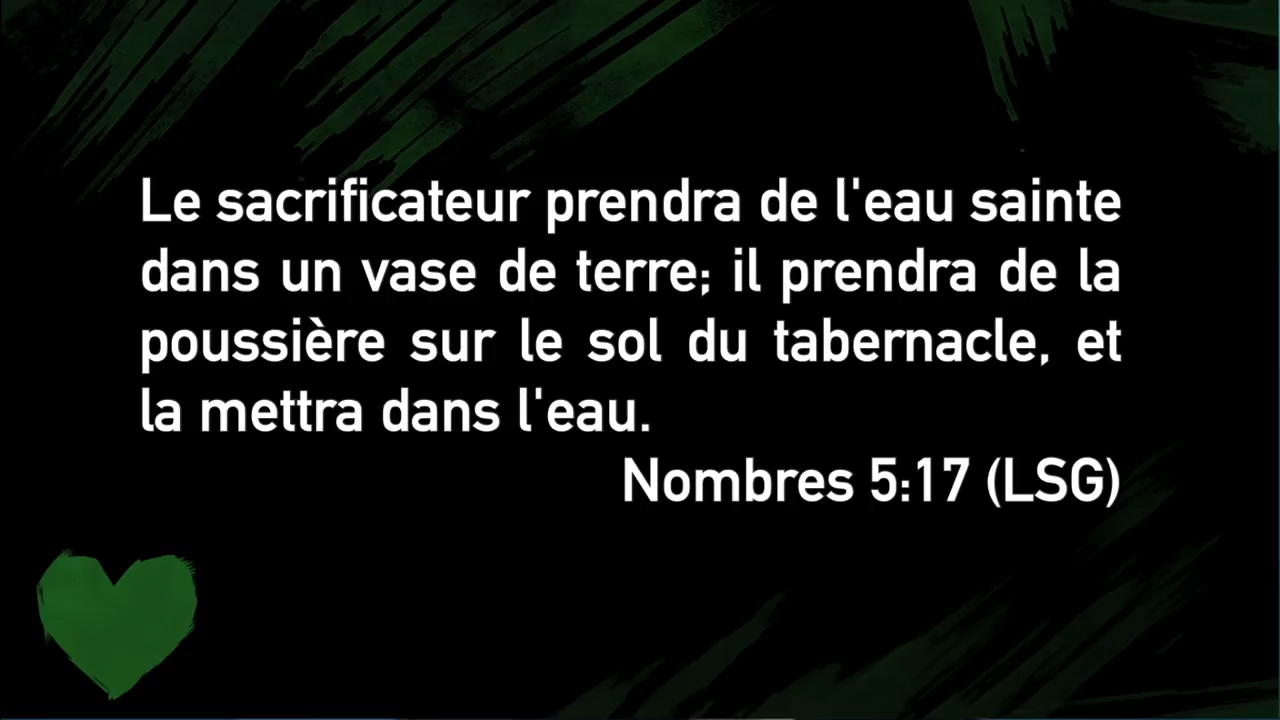 Le sacrificateur prendra de l'eau sainte
dans un vase de terre; il prendra de la
poussière sur le sol du tabernacle, et
la mettra dans l'eau.
Nombres 5:17 (LSG)